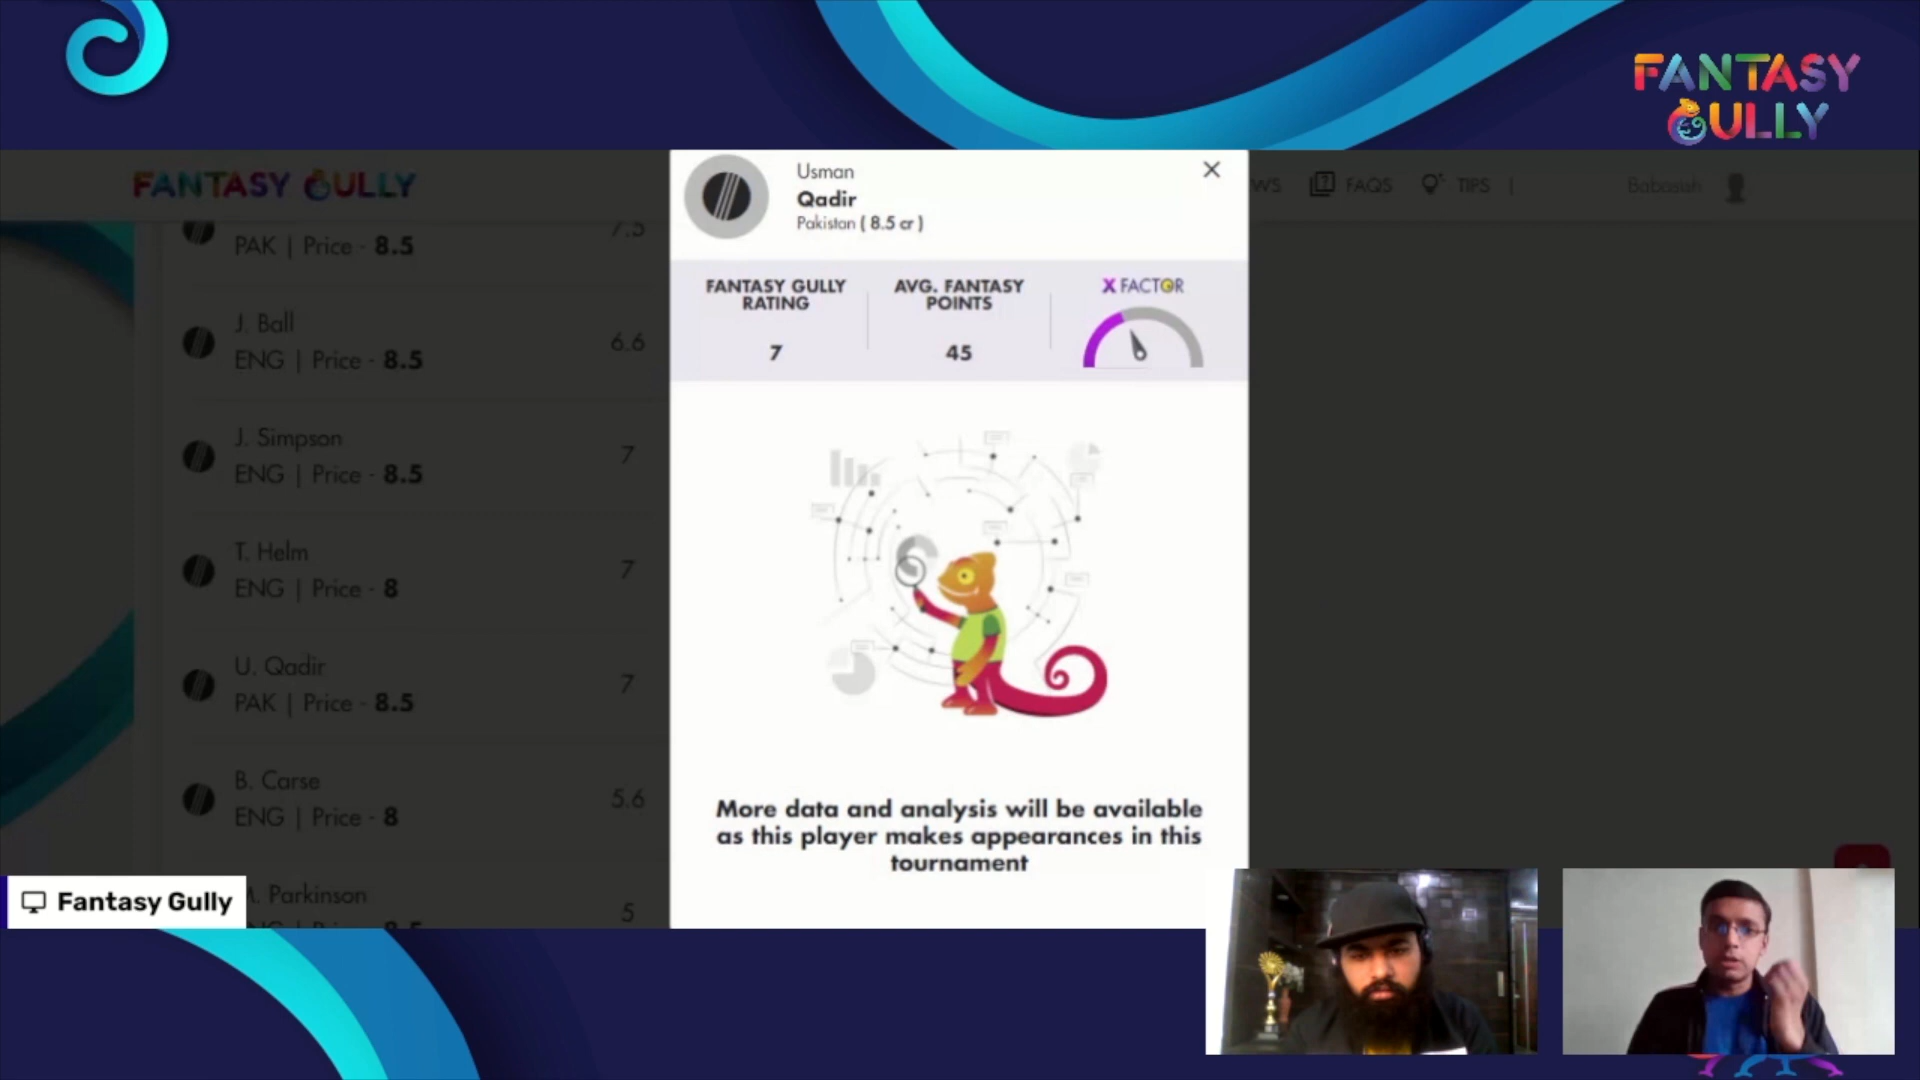 FANTASY
GULLY
FANTASY GULLY
WS
FAQS
TIPS |
PAK | Price - 8.5
7.5
J. Ball
ENG | Price - 8.5
6.6
J. Simpson
ENG | Price - 8.5
7
T. Helm
ENG | Price - 8
7
U. Qadir
PAK | Price - 8.5
7
B. Carse
ENG | Price - 8
5.6
Parkinson
5
Usman
Qadir
Pakistan ( 8.5 cr )
FANTASY GULLY
RATING
7
AVG. FANTASY
POINTS
45
X FACTOR
More data and analysis will be available
as this player makes appearances in this
tournament
Fantasy Gully